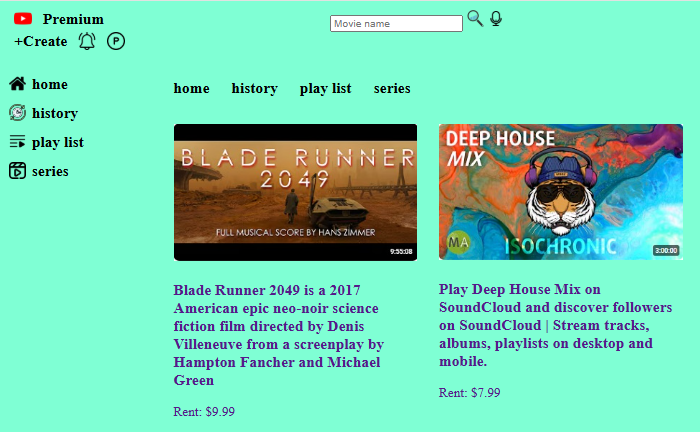 Premium
Movie name
+Create
P
home
history
play list
series
home history play list series
BLADE RUNNER
2049
FULL MUSICAL SCORE BY HANS ZIMMER
9:55:08
DEEP HOUSE
MIX
MA
ISOCHRONIC
3:00:00
Blade Runner 2049 is a 2017
American epic neo-noir science
fiction film directed by Denis
Villeneuve from a screenplay by
Hampton Fancher and Michael
Green
Rent: $9.99
Play Deep House Mix on
SoundCloud and discover followers
on SoundCloud | Stream tracks,
albums, playlists on desktop and
mobile.
Rent: $7.99